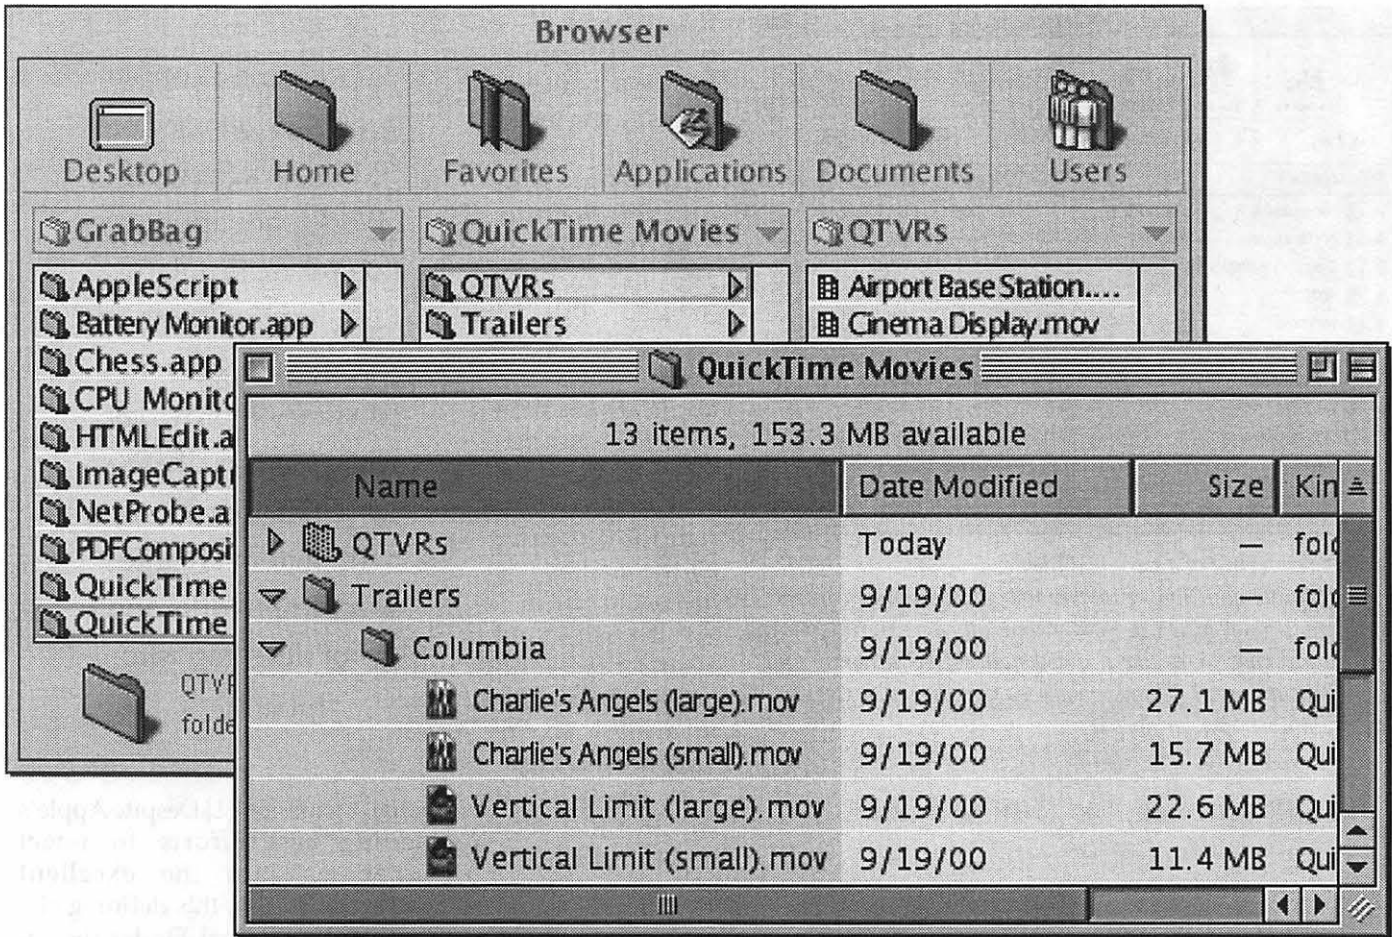 Browser
Desktop Home Favorites Applications Documents Users
GrabBag QuickTime Movies QTVRs
AppleScript QTVRs Airport Base Station....
Battery Monitor.app Trailers Cinema Display.mov
Chess.app
CPU Monito
HTMLEdit.a
ImageCapt
NetProbe.a
PDFComposi
QuickTime
QuickTime
QTVR
folde
QuickTime Movies
13 items, 153.3 MB available
Name Date Modified Size Kin
QTVRs Today — fold
Trailers 9/19/00 — fold
Columbia 9/19/00 — fold
Charlie's Angels (large).mov 9/19/00 27.1 MB Qui
Charlie's Angels (small).mov 9/19/00 15.7 MB Qui
Vertical Limit (large).mov 9/19/00 22.6 MB Qui
Vertical Limit (small).mov 9/19/00 11.4 MB Qui